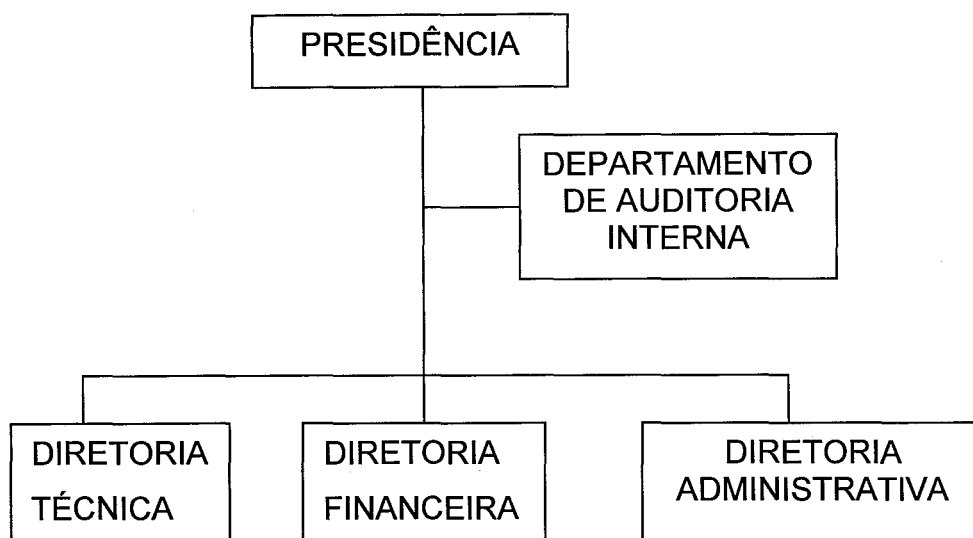 PRESIDÊNCIA
DEPARTAMENTO
DE AUDITORIA
INTERNA
DIRETORIA
TÉCNICA
DIRETORIA
FINANCEIRA
DIRETORIA
ADMINISTRATIVA